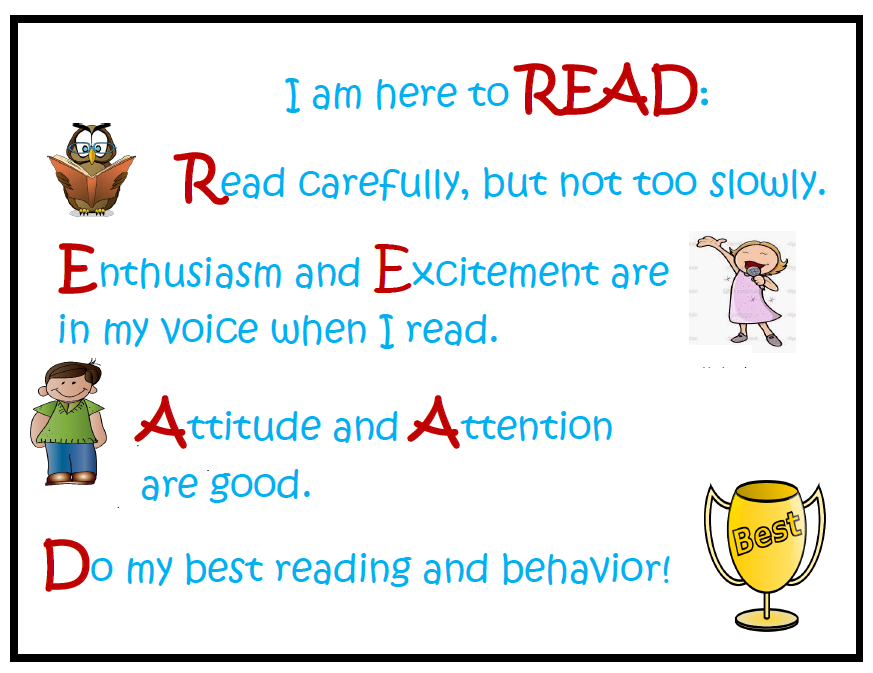 I am here to READ:
Read carefully, but not too slowly.
Enthusiasm and Excitement are
in my voice when I read.
Attitude and Attention
are good.
Best
Do my best reading and behavior!